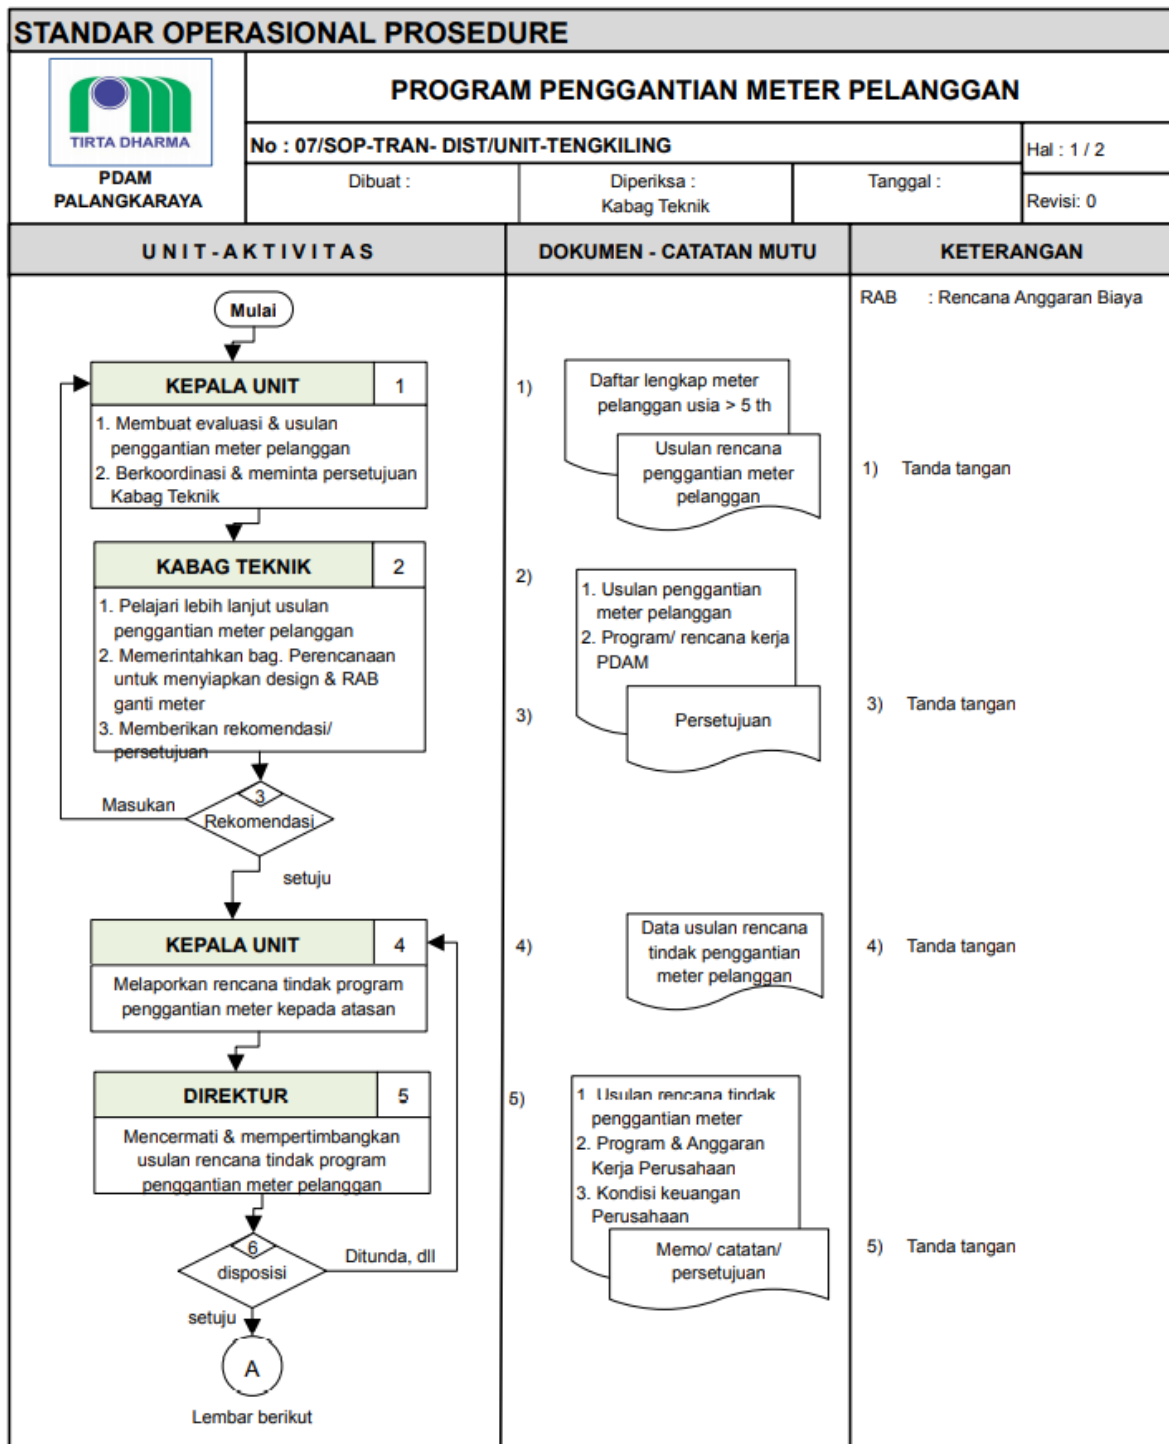 STANDAR OPERASIONAL PROSEDURE
TIRTA DHARMA
PDAM
PALANGKARAYA
PROGRAM PENGGANTIAN METER PELANGGAN
No : 07/SOP-TRAN- DIST/UNIT-TENGKILING
Hal : 1 / 2
Dibuat :
Diperiksa :
Kabag Teknik
Tanggal :
Revisi: 0
U N I T - A K T I V I T A S
DOKUMEN - CATATAN MUTU
KETERANGAN
Mulai
KEPALA UNIT
1
1. Membuat evaluasi & usulan
penggantian meter pelanggan
2. Berkoordinasi & meminta persetujuan
Kabag Teknik
KABAG TEKNIK
2
1. Pelajari lebih lanjut usulan
penggantian meter pelanggan
2. Memerintahkan bag. Perencanaan
untuk menyiapkan design & RAB
ganti meter
3. Memberikan rekomendasi/
persetujuan
3
Rekomendasi
Masukan
setuju
KEPALA UNIT
4
Melaporkan rencana tindak program
penggantian meter kepada atasan
DIREKTUR
5
Mencermati & mempertimbangkan
usulan rencana tindak program
penggantian meter pelanggan
6
disposisi
Ditunda, dll
setuju
A
Lembar berikut
1)
Daftar lengkap meter
pelanggan usia > 5 th
Usulan rencana
penggantian meter
pelanggan
2)
1. Usulan penggantian
meter pelanggan
2. Program/ rencana kerja
PDAM
3)
Persetujuan
4)
Data usulan rencana
tindak penggantian
meter pelanggan
5)
1. Usulan rencana tindak
penggantian meter
2. Program & Anggaran
Kerja Perusahaan
3. Kondisi keuangan
Perusahaan
Memo/ catatan/
persetujuan
RAB : Rencana Anggaran Biaya
1) Tanda tangan
3) Tanda tangan
4) Tanda tangan
5) Tanda tangan